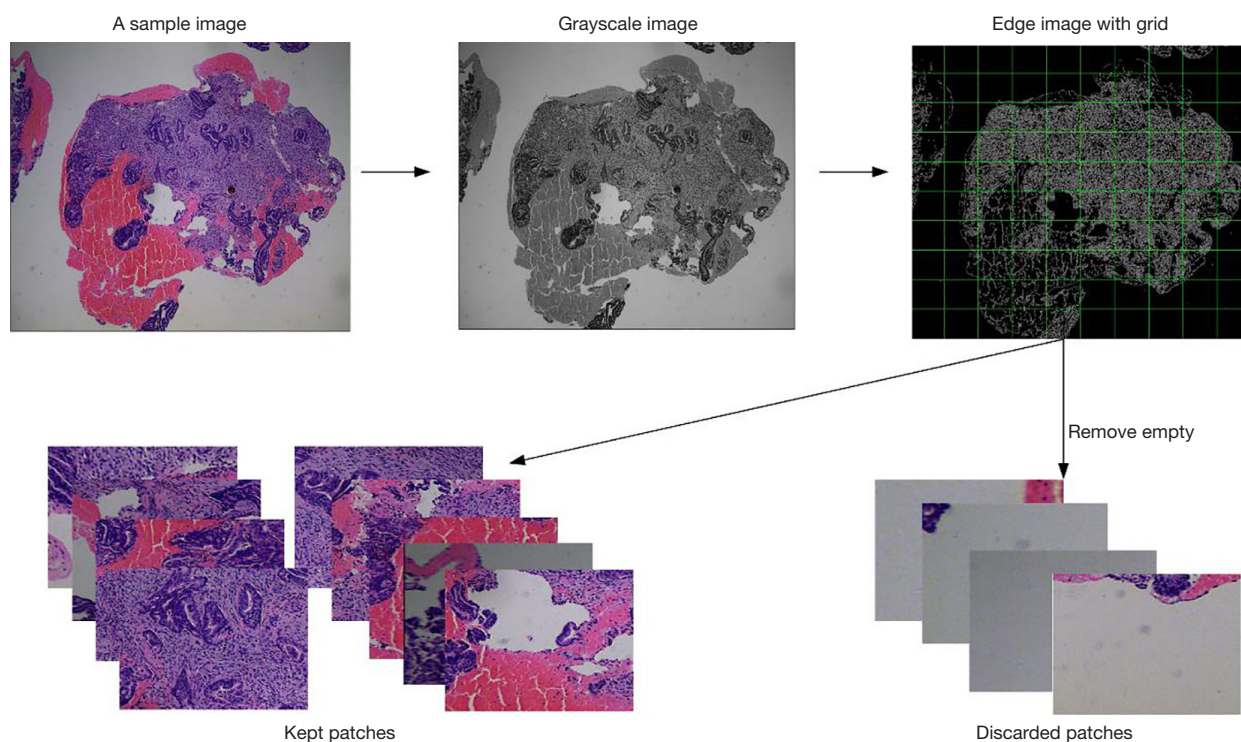 A sample image
Grayscale image
Edge image with grid
Remove empty
Kept patches
Discarded patches